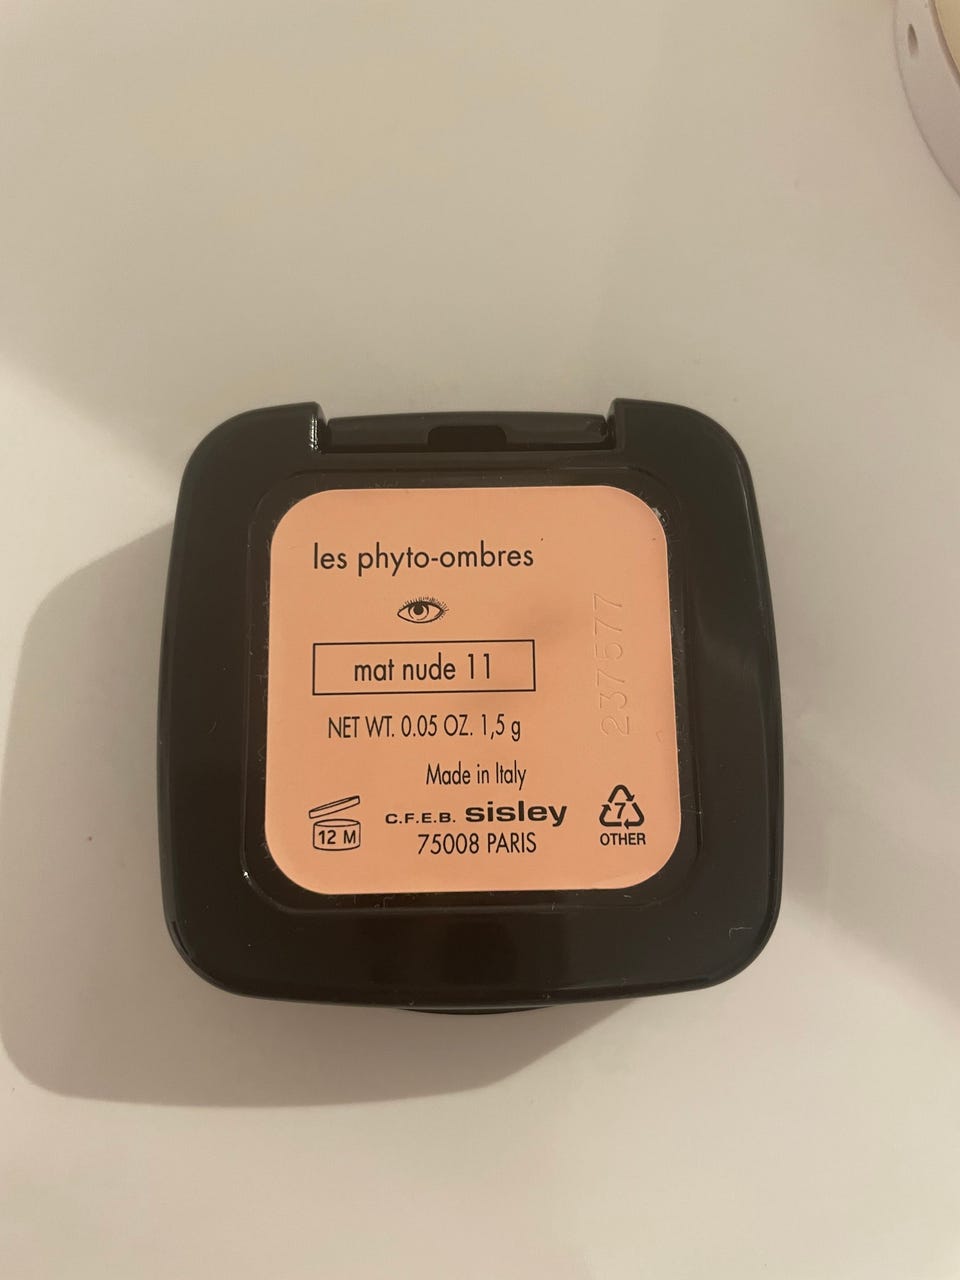 les phyto-ombres
mat nude 11
NET WT. 0.05 OZ. 1,5 g
Made in Italy
12 M
C.F.E.B. sisley
75008 PARIS
7
OTHER
237577